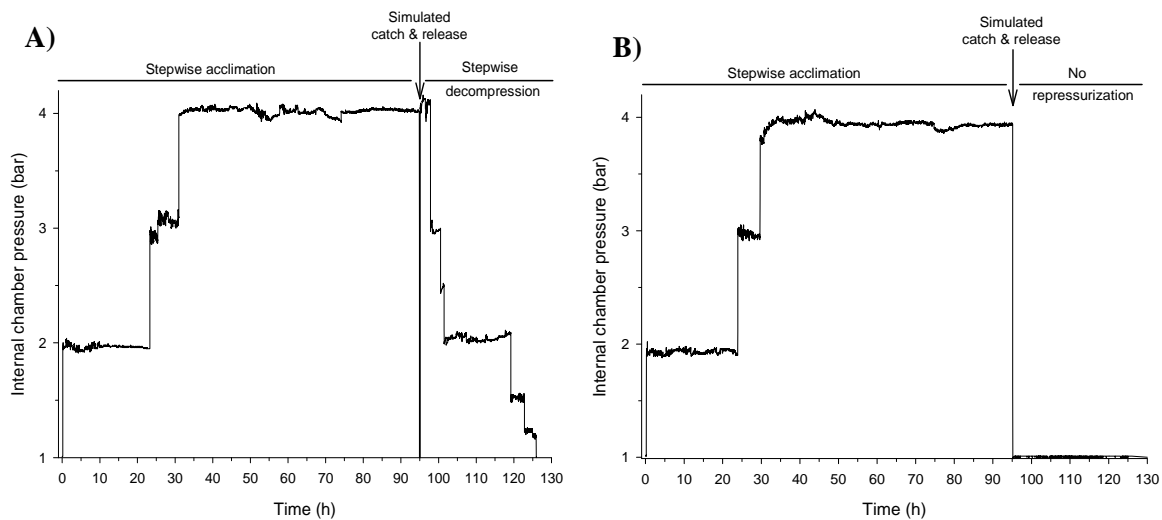 A)
Simulated
catch & release
Stepwise acclimation
Stepwise
decompression
Internal chamber pressure (bar)
4
3
2
1
0 10 20 30 40 50 60 70 80 90 100 110 120 130
Time (h)
B)
Simulated
catch & release
Stepwise acclimation
No
repressurization
Internal chamber pressure (bar)
4
3
2
1
0 10 20 30 40 50 60 70 80 90 100 110 120 130
Time (h)